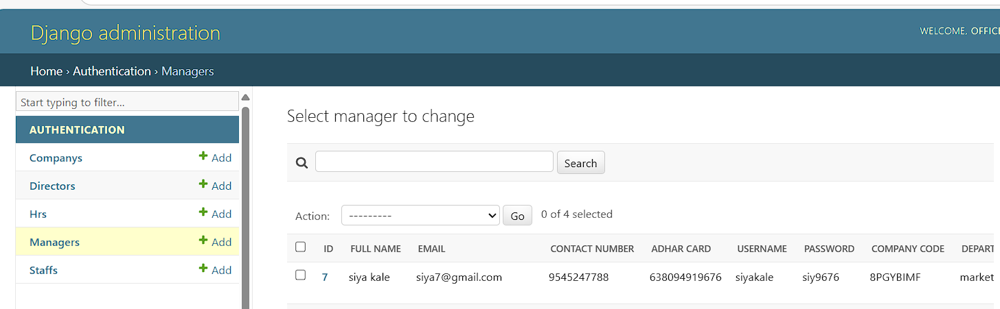 Django administration
WELCOME, OFFIC
Home › Authentication › Managers
Start typing to filter...
AUTHENTICATION
Companys + Add
Directors + Add
Hrs + Add
Managers + Add
Staffs + Add
Select manager to change
Search
Action: --------- Go 0 of 4 selected
ID FULL NAME EMAIL CONTACT NUMBER ADHAR CARD USERNAME PASSWORD COMPANY CODE DEPART
7 siya kale siya7@gmail.com 9545247788 638094919676 siyakale siy9676 8PGYBIMF market